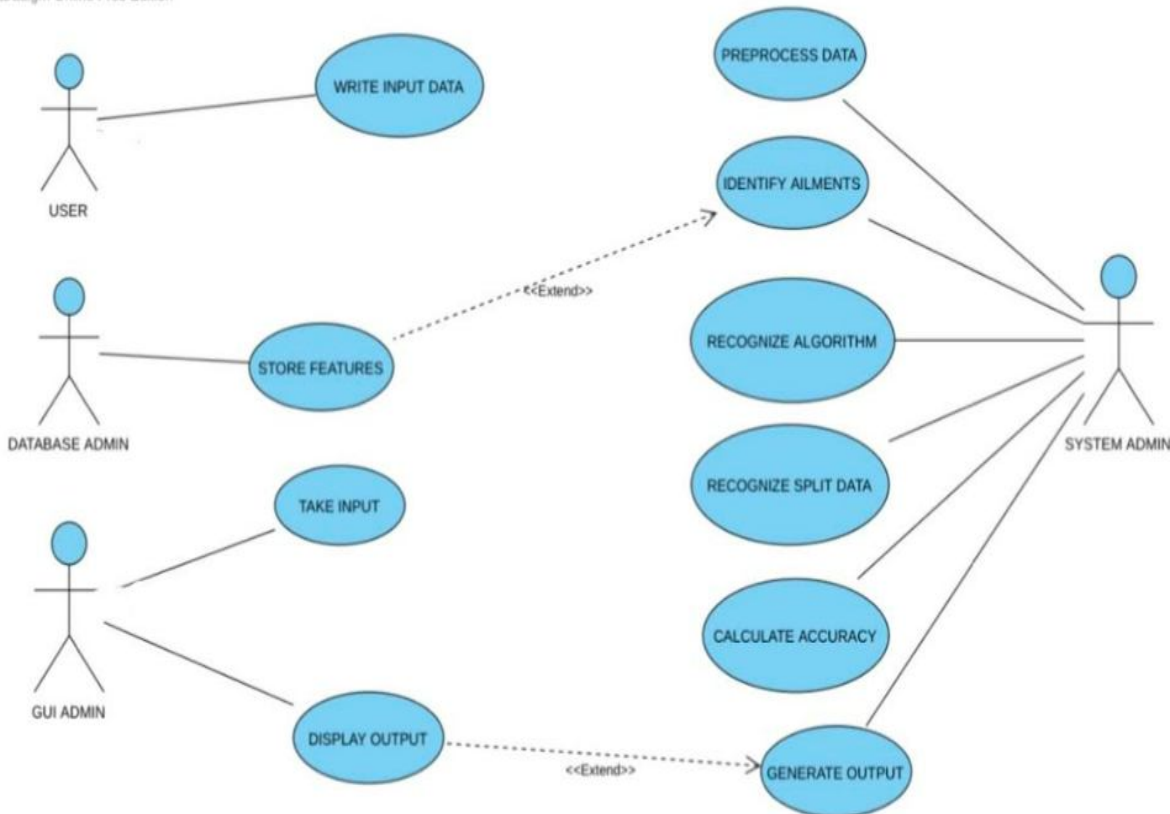 WRITE INPUT DATA
PREPROCESS DATA
IDENTIFY AILMENTS
USER
<<Extend>>
RECOGNIZE ALGORITHM
STORE FEATURES
DATABASE ADMIN
SYSTEM ADMIN
TAKE INPUT
RECOGNIZE SPLIT DATA
CALCULATE ACCURACY
GUI ADMIN
DISPLAY OUTPUT
<<Extend>>
GENERATE OUTPUT